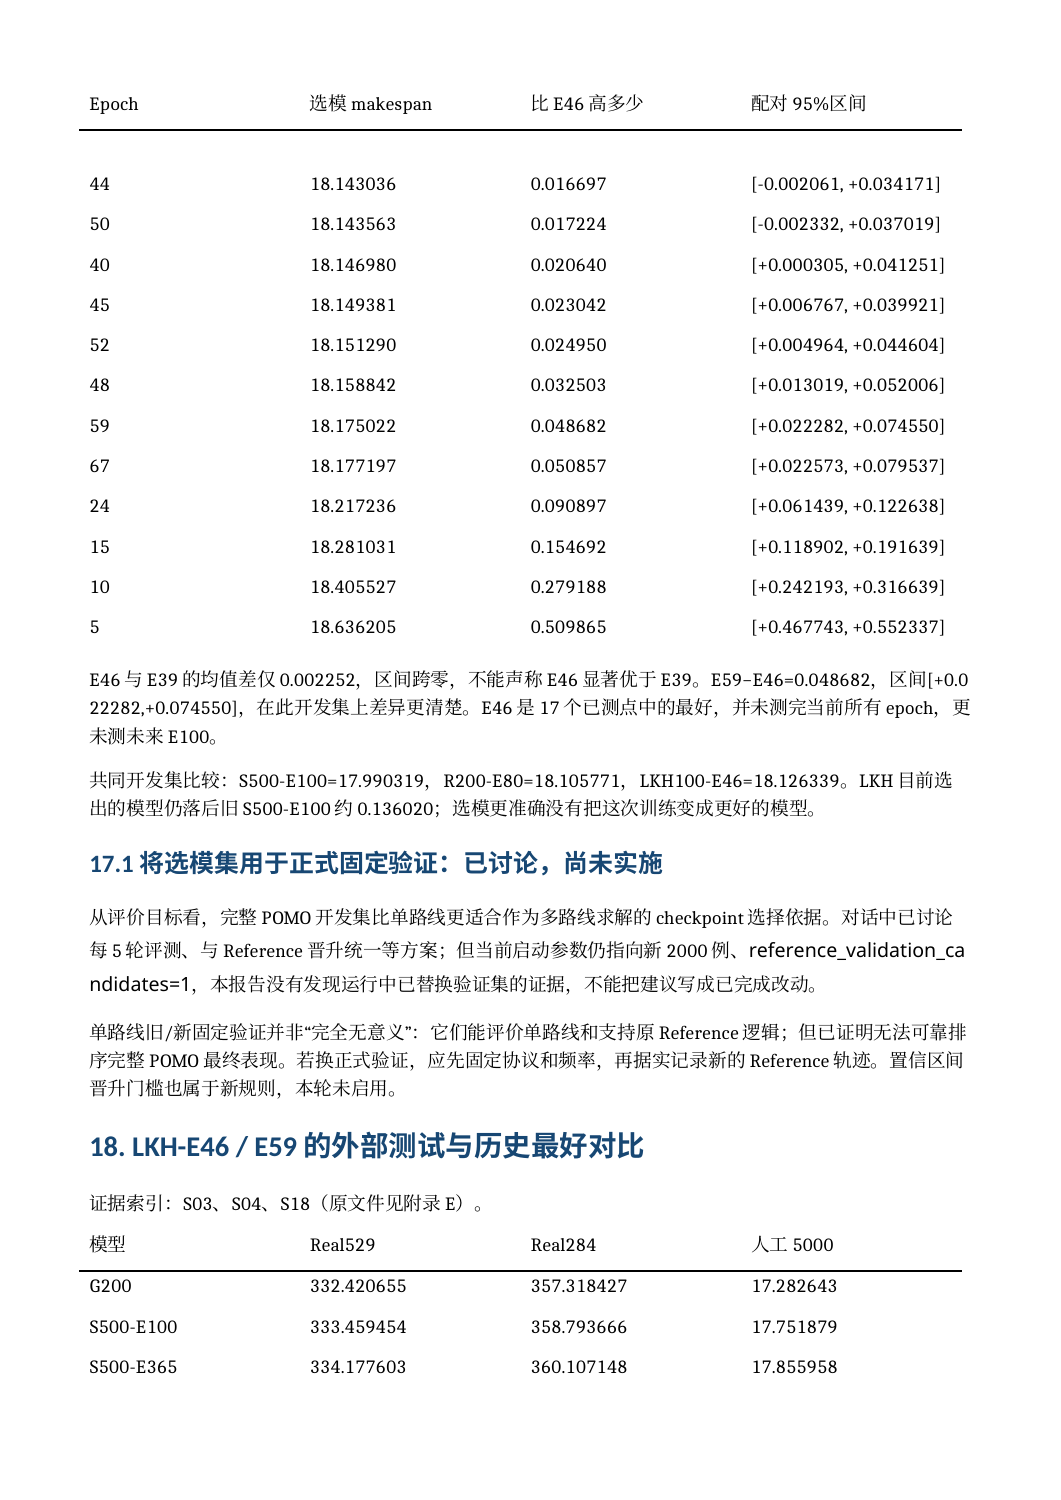 Epoch 选模 makespan 比 E46 高多少 配对 95%区间
44 18.143036 0.016697 [-0.002061, +0.034171]
50 18.143563 0.017224 [-0.002332, +0.037019]
40 18.146980 0.020640 [+0.000305, +0.041251]
45 18.149381 0.023042 [+0.006767, +0.039921]
52 18.151290 0.024950 [+0.004964, +0.044604]
48 18.158842 0.032503 [+0.013019, +0.052006]
59 18.175022 0.048682 [+0.022282, +0.074550]
67 18.177197 0.050857 [+0.022573, +0.079537]
24 18.217236 0.090897 [+0.061439, +0.122638]
15 18.281031 0.154692 [+0.118902, +0.191639]
10 18.405527 0.279188 [+0.242193, +0.316639]
5 18.636205 0.509865 [+0.467743, +0.552337]
E46 与 E39 的均值差仅 0.002252，区间跨零，不能声称 E46 显著优于 E39。E59−E46=0.048682，区间[+0.0
22282,+0.074550]，在此开发集上差异更清楚。E46 是 17 个已测点中的最好，并未测完当前所有 epoch，更
未测未来 E100。
共同开发集比较：S500-E100=17.990319，R200-E80=18.105771，LKH100-E46=18.126339。LKH 目前选
出的模型仍落后旧 S500-E100 约 0.136020；选模更准确没有把这次训练变成更好的模型。
17.1 将选模集用于正式固定验证：已讨论，尚未实施
从评价目标看，完整 POMO 开发集比单路线更适合作为多路线求解的 checkpoint 选择依据。对话中已讨论
每 5 轮评测、与 Reference 晋升统一等方案；但当前启动参数仍指向新 2000 例、reference_validation_ca
ndidates=1，本报告没有发现运行中已替换验证集的证据，不能把建议写成已完成改动。
单路线旧/新固定验证并非“完全无意义”：它们能评价单路线和支持原 Reference 逻辑；但已证明无法可靠排
序完整 POMO 最终表现。若换正式验证，应先固定协议和频率，再据实记录新的 Reference 轨迹。置信区间
晋升门槛也属于新规则，本轮未启用。
18. LKH-E46 / E59 的外部测试与历史最好对比
证据索引：S03、S04、S18（原文件见附录 E）。
模型 Real529 Real284 人工 5000
G200 332.420655 357.318427 17.282643
S500-E100 333.459454 358.793666 17.751879
S500-E365 334.177603 360.107148 17.855958